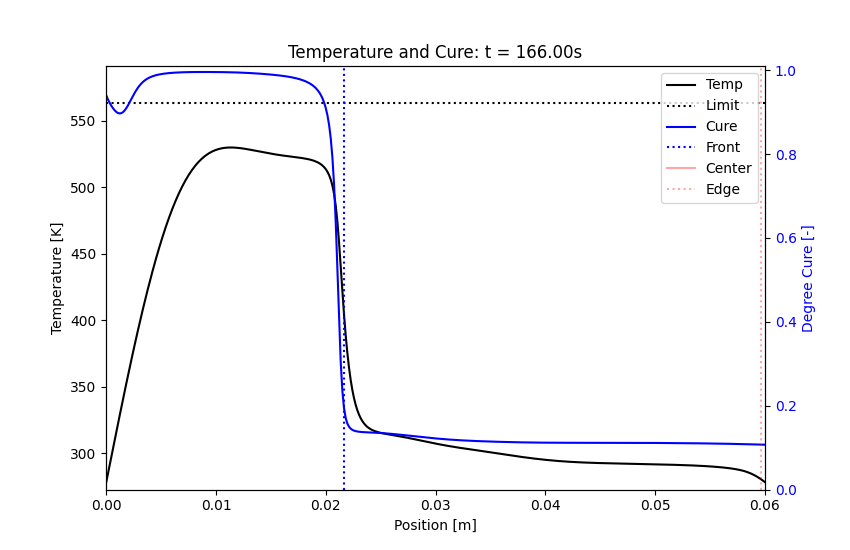 Temperature and Cure: t = 166.00s
Temp
Limit
Cure
Front
Center
Edge
550
500
450
400
350
300
Temperature [K]
1.0
0.8
0.6
0.4
0.2
0.0
Degree Cure [-]
0.00 0.01 0.02 0.03 0.04 0.05 0.06
Position [m]